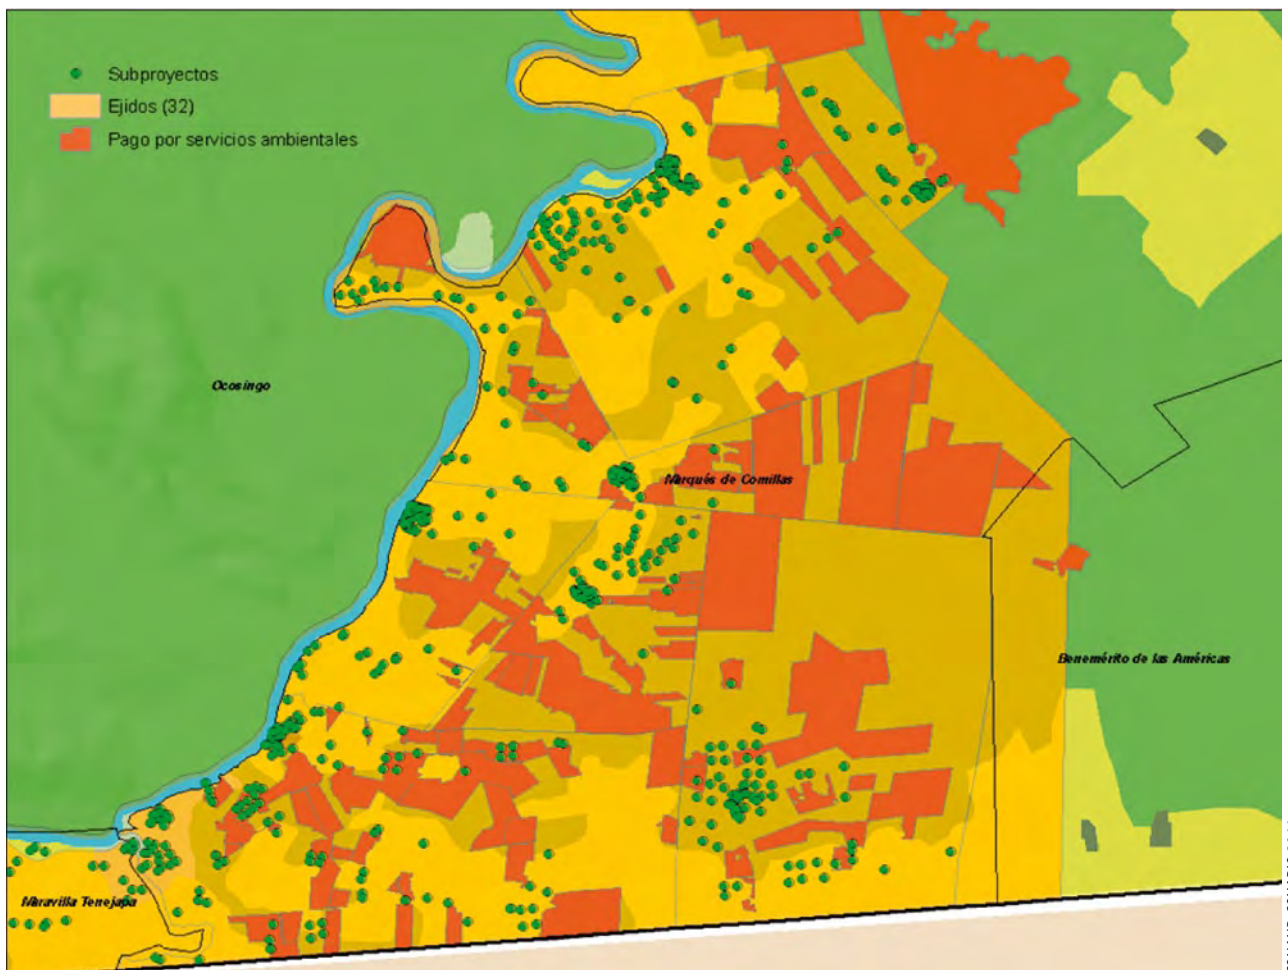 Subproyectos
Ejidos (32)
Pago por servicios ambientales
Ocosingo
Marqués de Comillas
Benemérito de las Américas
Maravilla Tenejapa